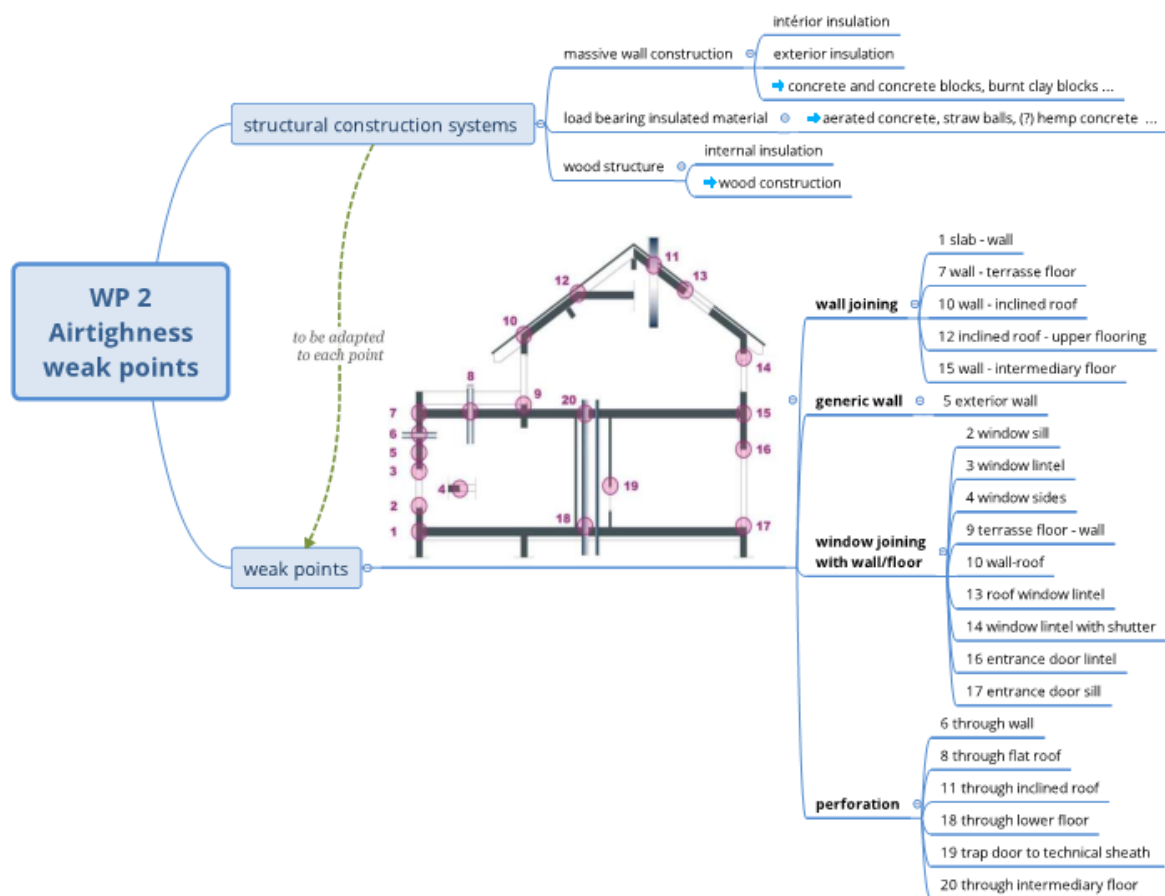 WP 2
Airtighness
weak points
structural construction systems
massive wall construction
intérior insulation
exterior insulation
concrete and concrete blocks, burnt clay blocks ...
load bearing insulated material
aerated concrete, straw balls, (?) hemp concrete ...
wood structure
internal insulation
wood construction
to be adapted
to each point
weak points
11
12
13
10
14
8
9
7
20
15
6
5
16
3
4
19
2
18
17
1
wall joining
1 slab - wall
7 wall - terrasse floor
10 wall - inclined roof
12 inclined roof - upper flooring
15 wall - intermediary floor
generic wall
5 exterior wall
window joining
with wall/floor
2 window sill
3 window lintel
4 window sides
9 terrasse floor - wall
10 wall-roof
13 roof window lintel
14 window lintel with shutter
16 entrance door lintel
17 entrance door sill
perforation
6 through wall
8 through flat roof
11 through inclined roof
18 through lower floor
19 trap door to technical sheath
20 through intermediary floor